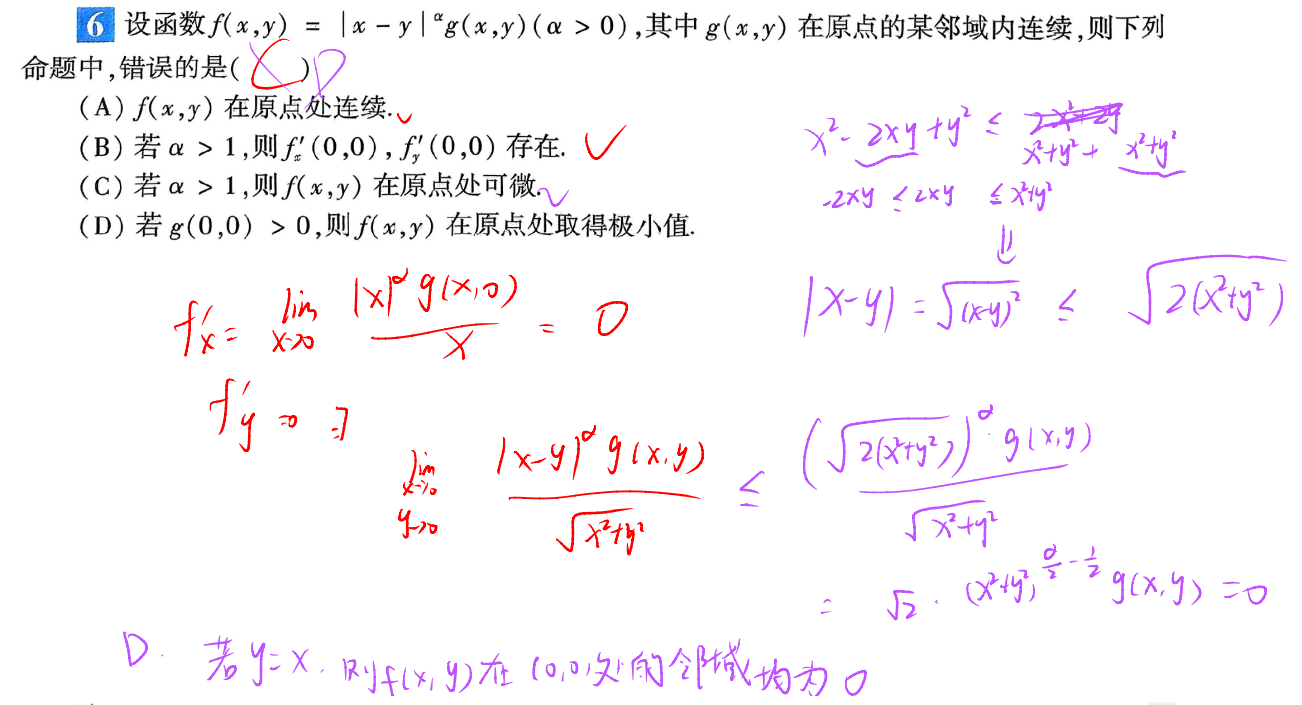 6 设函数 f(x,y) = |x - y|^α g(x,y) (α > 0),其中 g(x,y) 在原点的某邻域内连续,则下列
命题中,错误的是( C ) D
(A) f(x,y) 在原点处连续. ✓
(B) 若 α > 1,则 f′ₓ(0,0), f′ᵧ(0,0) 存在. ✓
(C) 若 α > 1,则 f(x,y) 在原点处可微. ✓
(D) 若 g(0,0) > 0,则 f(x,y) 在原点处取得极小值.
x² - 2xy + y² ≤
x²+y² + x²+y²
-2xy ≤ 2xy ≤ x²+y²
⇓
|x-y| = √(x-y)² ≤ √2(x²+y²)
f′x = lim x→0 |x|^α g(x,0) / x = 0
f′y = 0 ∃
lim x→0 y→0 |x-y|^α g(x,y) / √x²+y² ≤ (√2(x²+y²))^α · g(x,y) / √x²+y²
= √2 · (x²+y²)^(α/2 - 1/2) g(x,y) = 0
D. 若 y=x, 则 f(x,y) 在 (0,0) 处的邻域均为 0